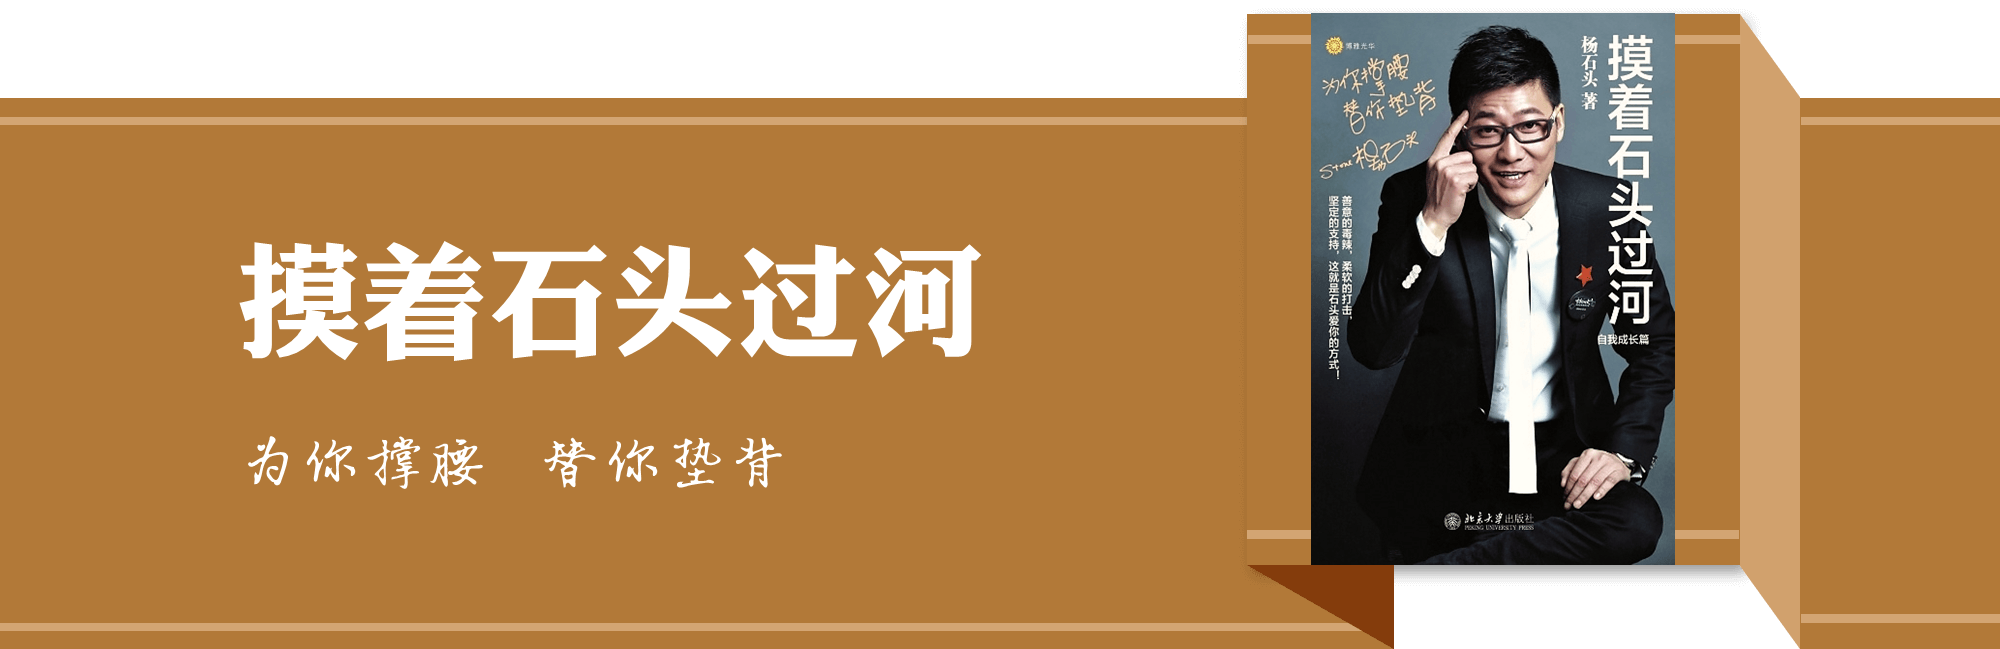 摸着石头过河
为你撑腰 替你垫背
博雅光华
为你撑腰
替你垫背
Stone 杨石头
杨石头 著
摸着石头过河
自我成长篇
善意的毒辣，柔软的打击，
坚定的支持，这就是石头爱你的方式！
北京大学出版社
PEKING UNIVERSITY PRESS